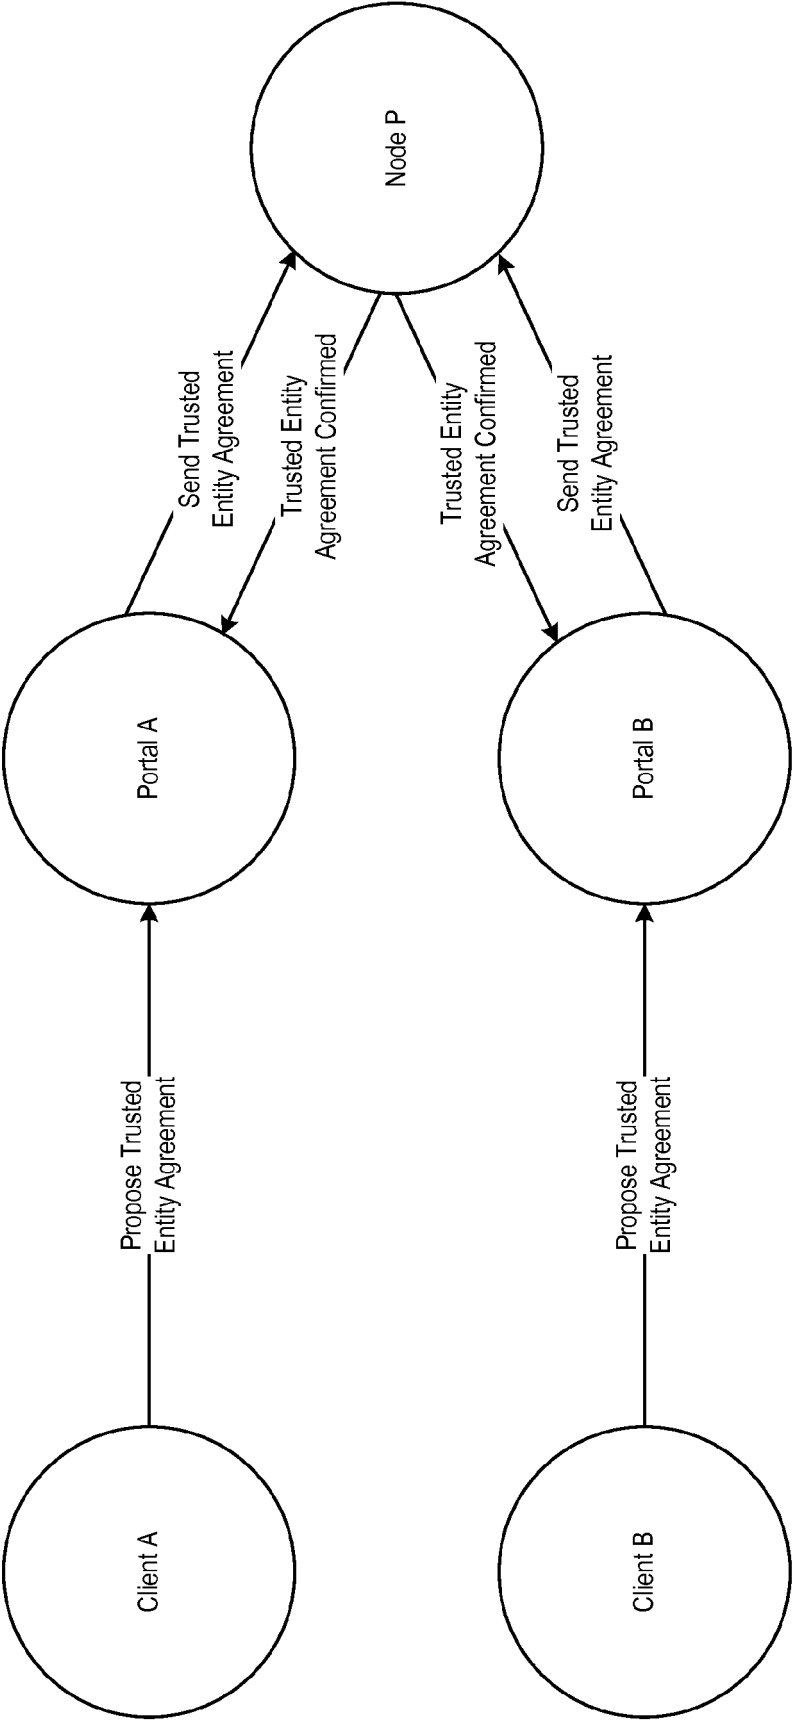 Client A
Propose Trusted
Entity Agreement
Portal A
Send Trusted
Entity Agreement
Trusted Entity
Agreement Confirmed
Node P
Trusted Entity
Agreement Confirmed
Send Trusted
Entity Agreement
Client B
Propose Trusted
Entity Agreement
Portal B